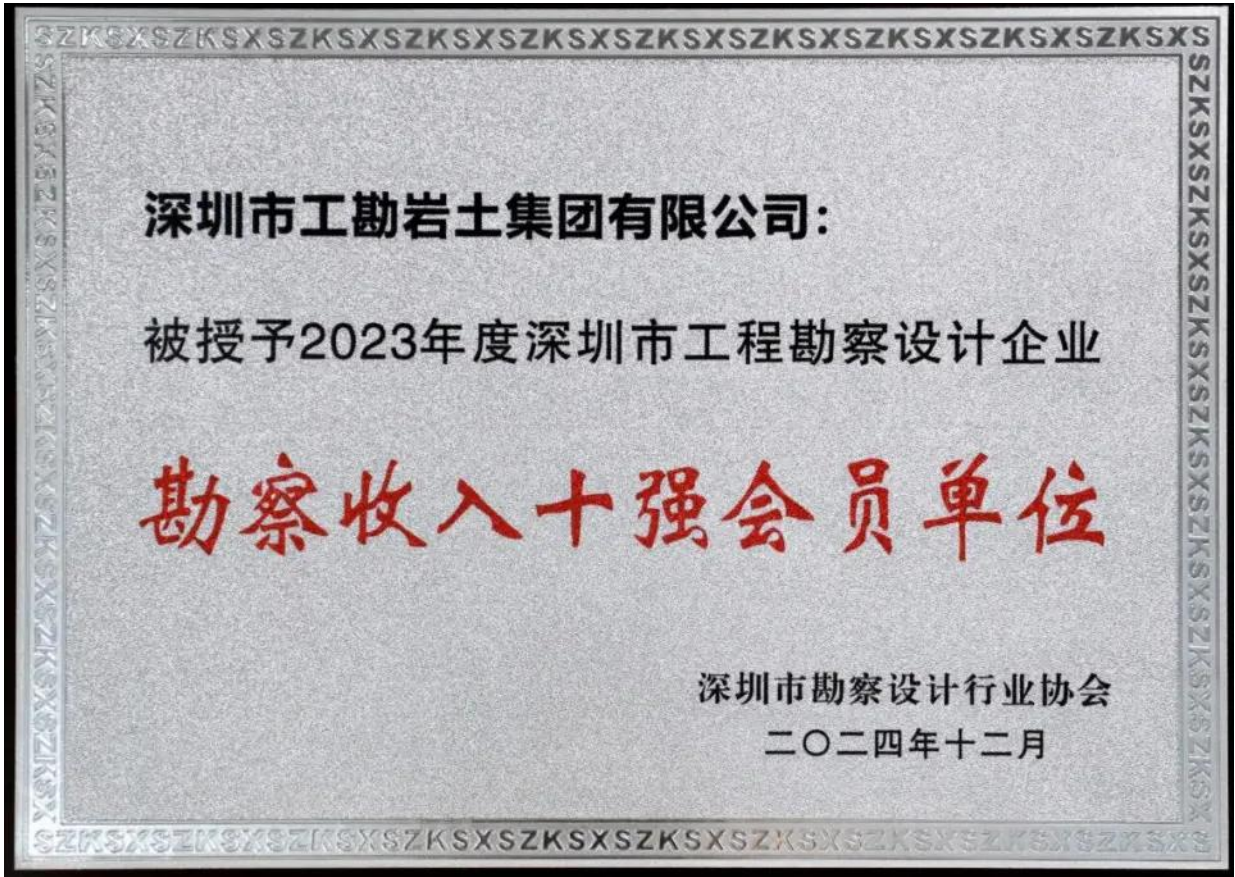 SZKSXSZKSXSZKSXSZKSXSZKSXSZKSXSZKSXSZKSXSZKSXSZKSXS
深圳市工勘岩土集团有限公司：
被授予2023年度深圳市工程勘察设计企业
勘察收入十强会员单位
深圳市勘察设计行业协会
二〇二四年十二月